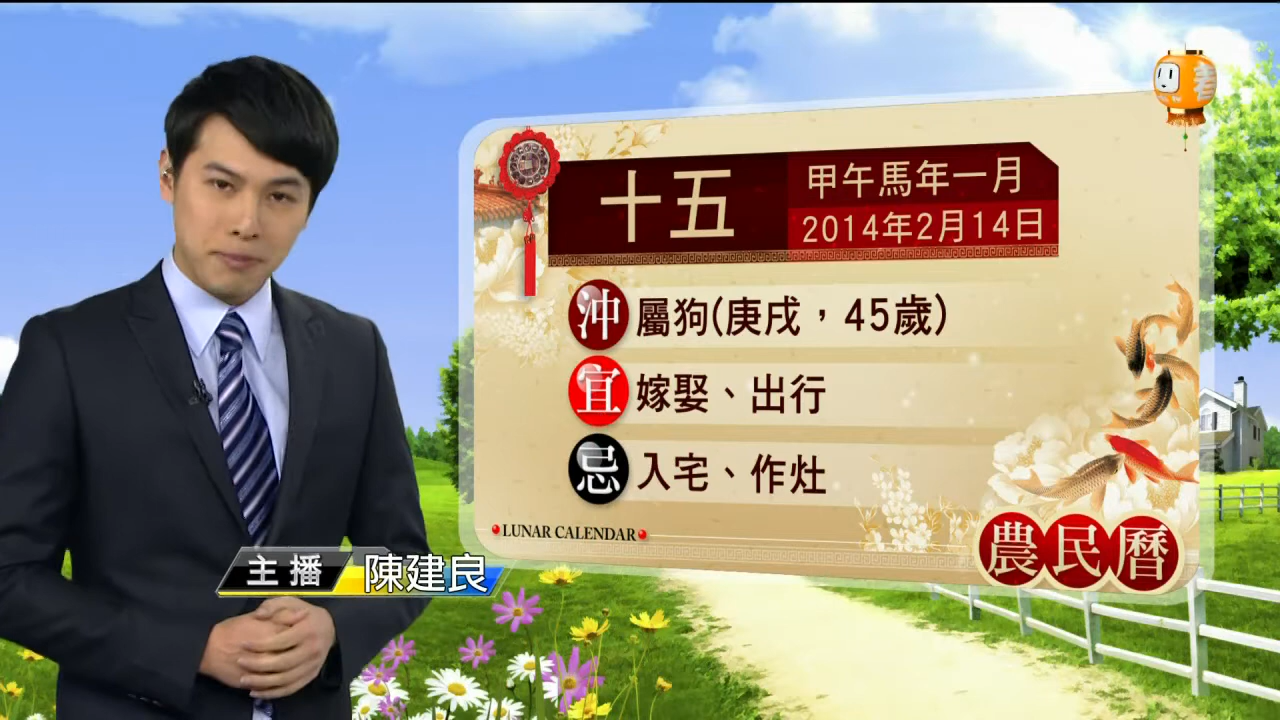 十五
甲午馬年一月
2014年2月14日
沖 屬狗(庚戌，45歲)
宜 嫁娶、出行
忌 入宅、作灶
LUNAR CALENDAR
農民曆
主播 陳建良